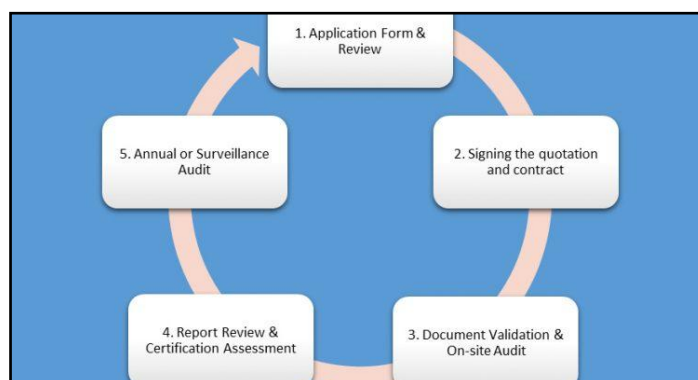 1. Application Form &
Review
2. Signing the quotation
and contract
3. Document Validation &
On-site Audit
4. Report Review &
Certification Assessment
5. Annual or Surveillance
Audit